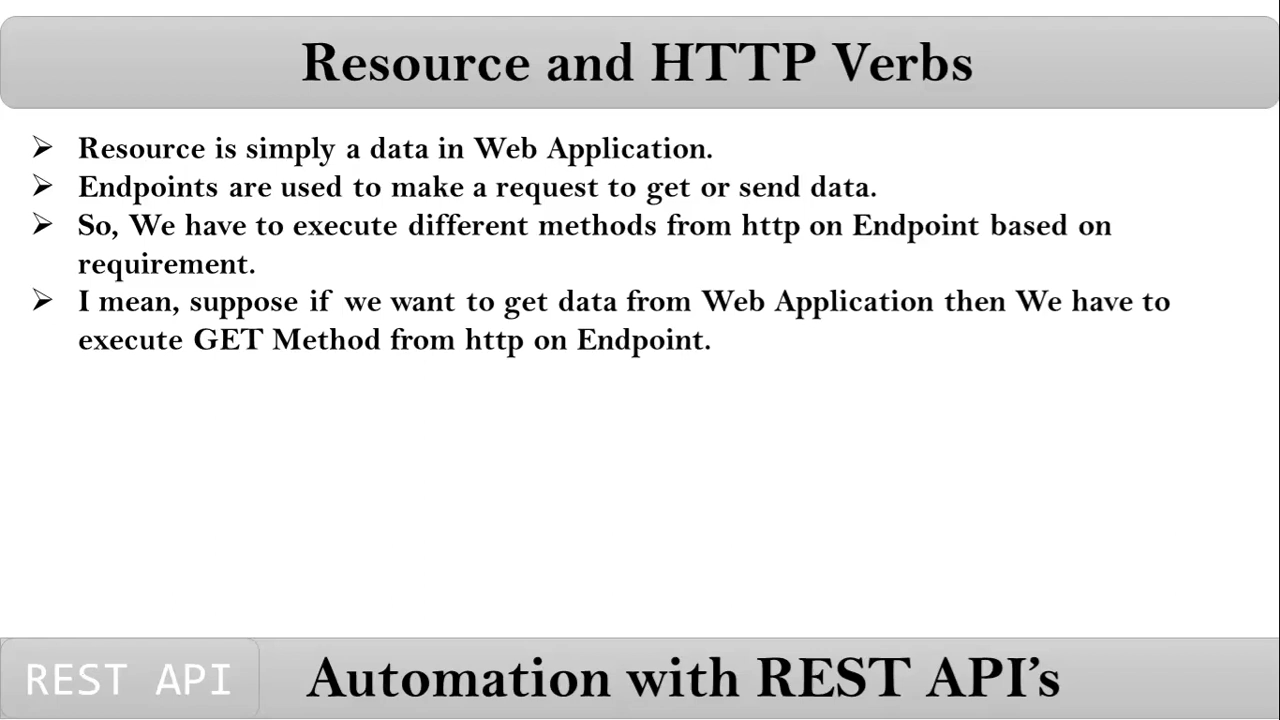 Resource and HTTP Verbs
Resource is simply a data in Web Application.
Endpoints are used to make a request to get or send data.
So, We have to execute different methods from http on Endpoint based on
requirement.
I mean, suppose if we want to get data from Web Application then We have to
execute GET Method from http on Endpoint.
REST API
Automation with REST API’s